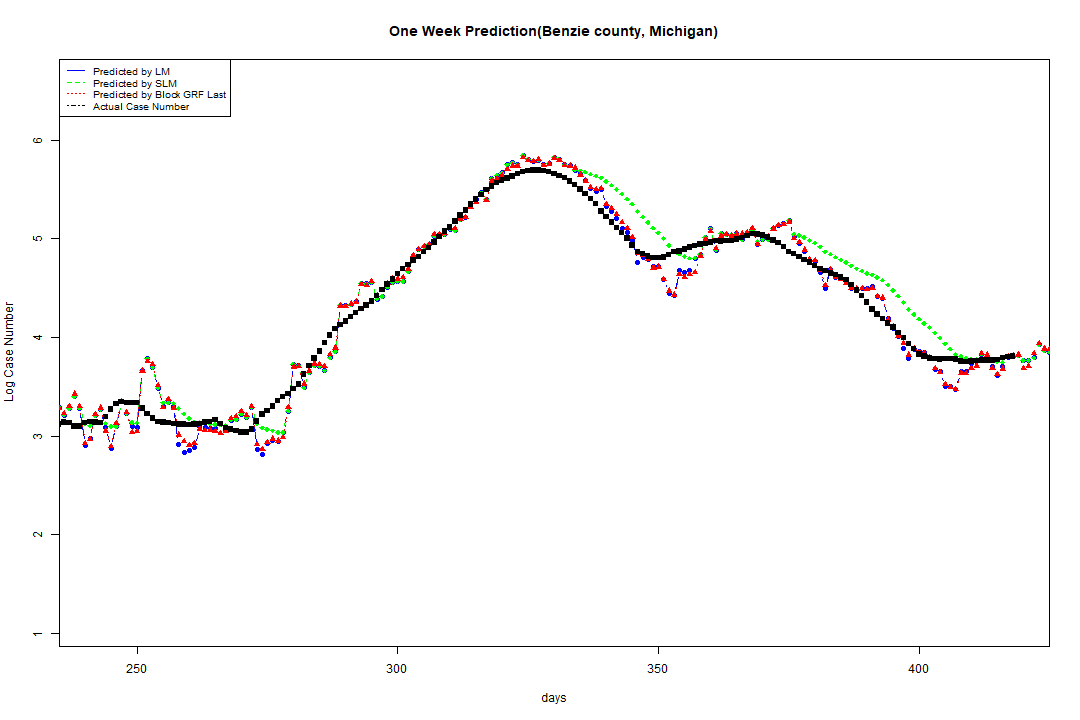 One Week Prediction(Benzie county, Michigan)
Predicted by LM
Predicted by SLM
Predicted by Block GRF Last
Actual Case Number
6
5
4
3
2
1
Log Case Number
250 300 350 400
days